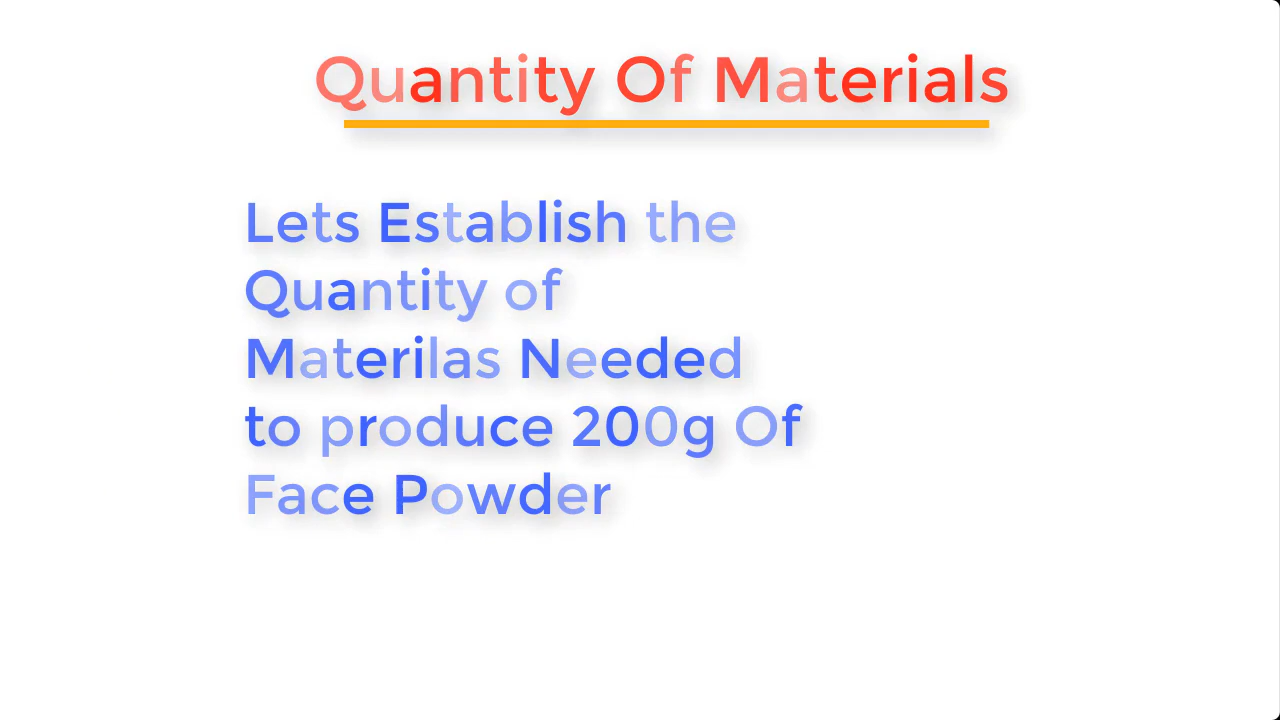 Quantity Of Materials
Lets Establish the
Quantity of
Materilas Needed
to produce 200g Of
Face Powder